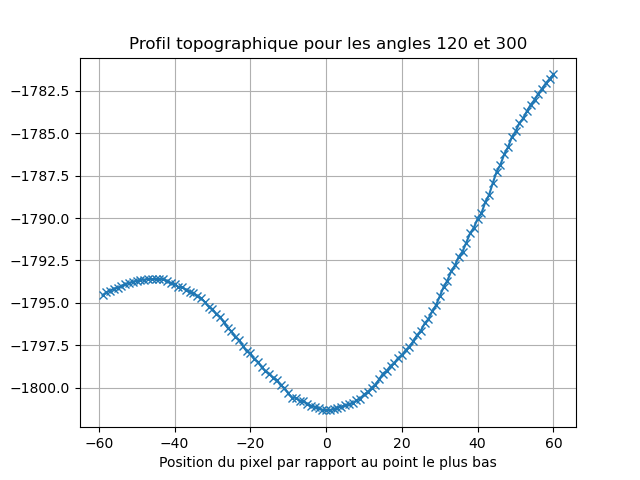 Profil topographique pour les angles 120 et 300
−1782.5
−1785.0
−1787.5
−1790.0
−1792.5
−1795.0
−1797.5
−1800.0
−60 −40 −20 0 20 40 60
Position du pixel par rapport au point le plus bas